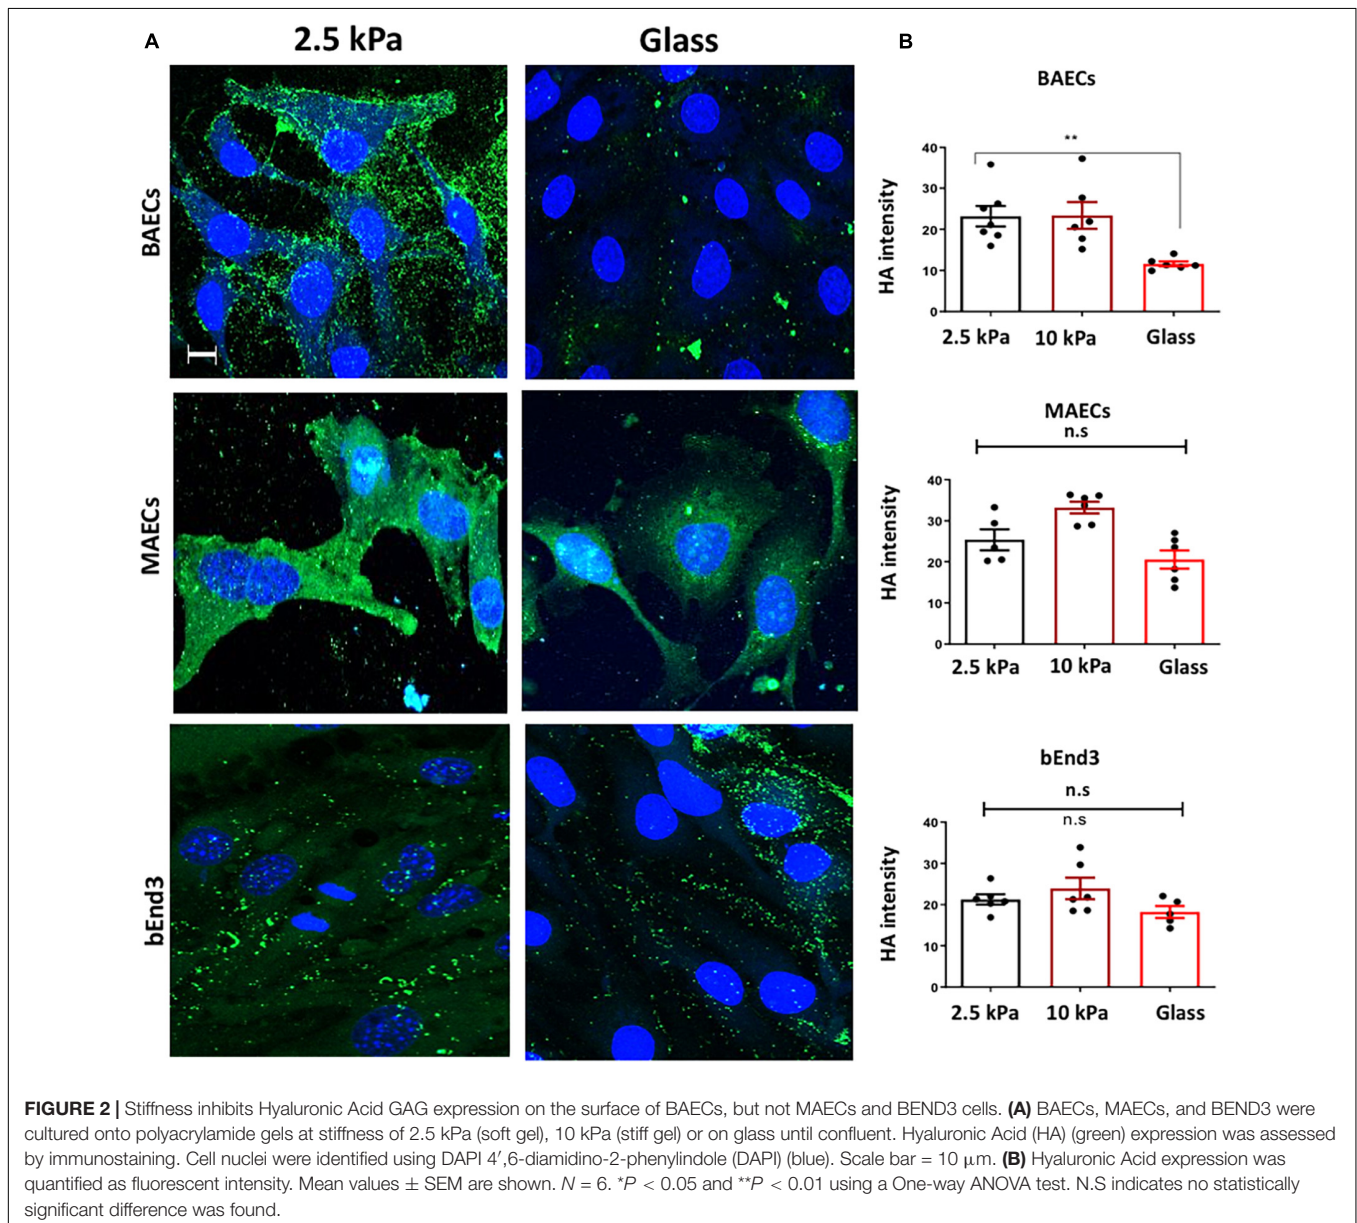 A
2.5 kPa
Glass
BAECs
MAECs
bEnd3
B
BAECs
**
HA intensity
40
30
20
10
0
2.5 kPa
10 kPa
Glass
MAECs
n.s
HA intensity
40
30
20
10
0
2.5 kPa
10 kPa
Glass
bEnd3
n.s
n.s
HA intensity
40
30
20
10
0
2.5 kPa
10 kPa
Glass
FIGURE 2 | Stiffness inhibits Hyaluronic Acid GAG expression on the surface of BAECs, but not MAECs and BEND3 cells. (A) BAECs, MAECs, and BEND3 were
cultured onto polyacrylamide gels at stiffness of 2.5 kPa (soft gel), 10 kPa (stiff gel) or on glass until confluent. Hyaluronic Acid (HA) (green) expression was assessed
by immunostaining. Cell nuclei were identified using DAPI 4′,6-diamidino-2-phenylindole (DAPI) (blue). Scale bar = 10 μm. (B) Hyaluronic Acid expression was
quantified as fluorescent intensity. Mean values ± SEM are shown. N = 6. *P < 0.05 and **P < 0.01 using a One-way ANOVA test. N.S indicates no statistically
significant difference was found.